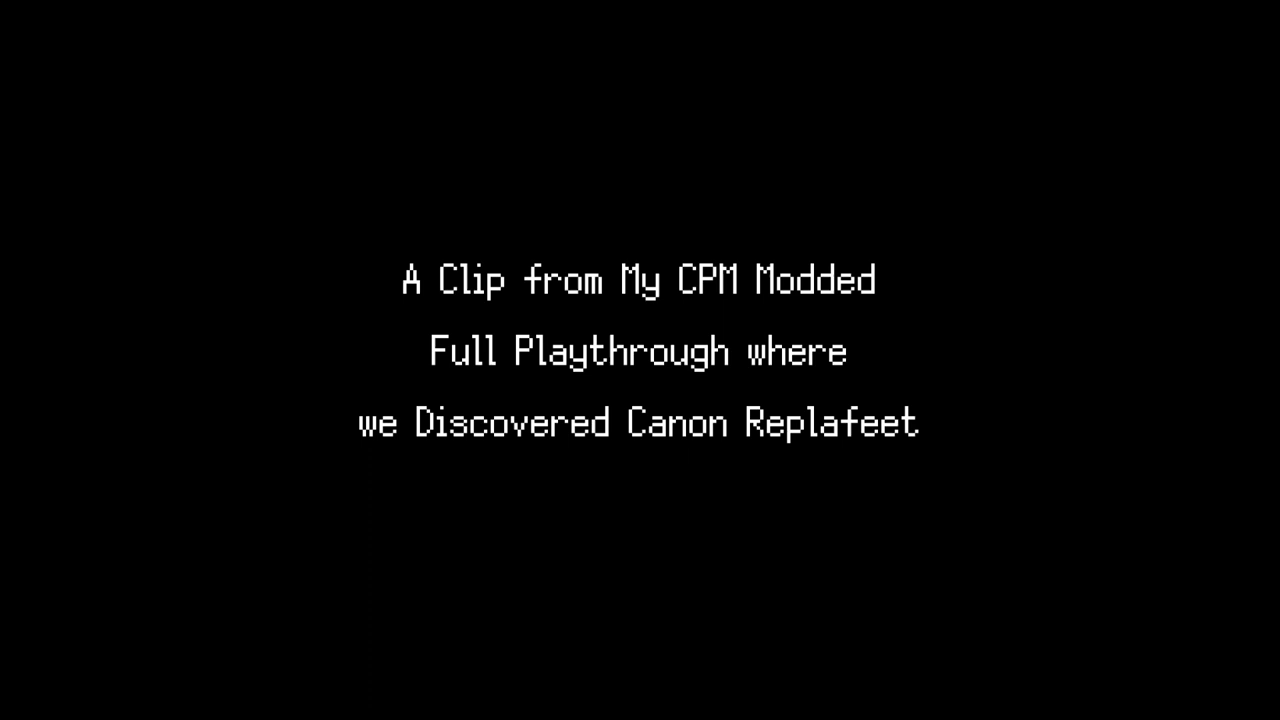 A Clip from My CPM Modded
Full Playthrough where
we Discovered Canon Replafeet